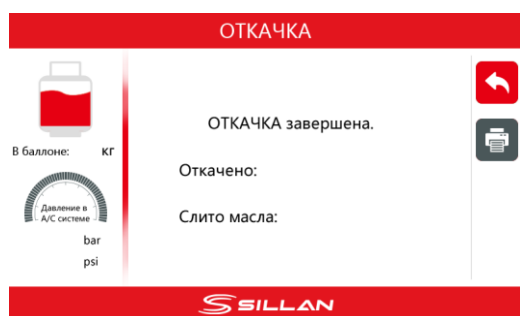 ОТКАЧКА
В баллоне: кг
Давление в
А/С системе
bar
psi
ОТКАЧКА завершена.
Откачено:
Слито масла:
SILLAN